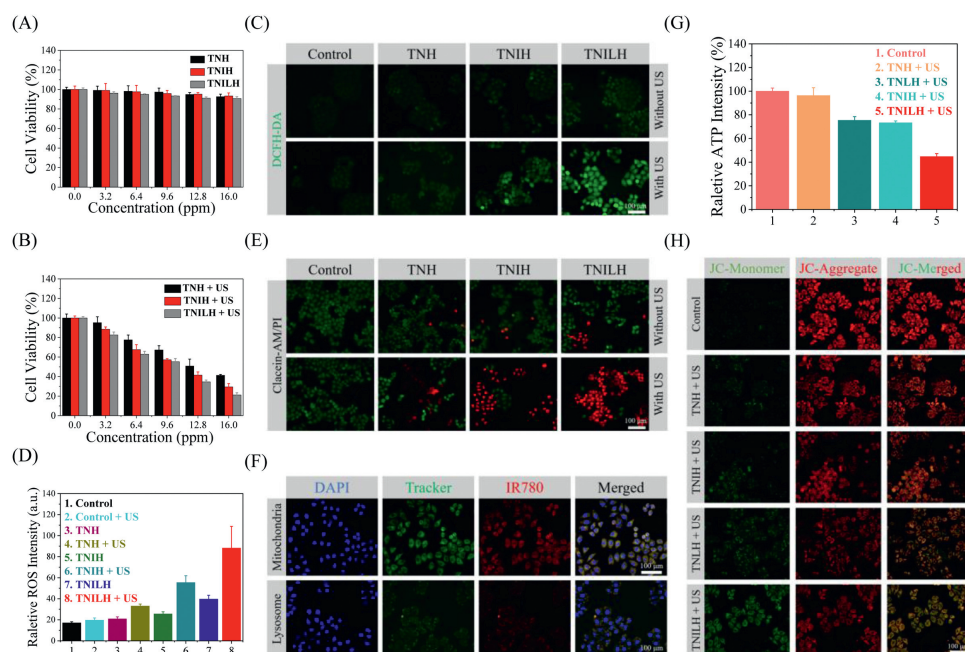 (A)
140
120
100
80
60
40
20
0
Cell Viability (%)
TNH
TNIH
TNILH
0.0 3.2 6.4 9.6 12.8 16.0
Concentration (ppm)
(B)
140
120
100
80
60
40
20
0
Cell Viability (%)
TNH + US
TNIH + US
TNILH + US
0.0 3.2 6.4 9.6 12.8 16.0
Concentration (ppm)
(C)
Control TNH TNIH TNILH
DCFH-DA
Without US
With US
100 μm
(D)
140
120
100
80
60
40
20
0
Raletive ROS Intensity (a.u.)
1. Control
2. Control + US
3. TNH
4. TNH + US
5. TNIH
6. TNIH + US
7. TNILH
8. TNILH + US
1 2 3 4 5 6 7 8
(E)
Control TNH TNIH TNILH
Clacein-AM/PI
Without US
With US
100 μm
(F)
DAPI Tracker IR780 Merged
Mitochondria
Lysosome
100 μm
100 μm
(G)
140
120
100
80
60
40
20
0
Raletive ATP Intensity (%)
1. Control
2. TNH + US
3. TNLH + US
4. TNIH + US
5. TNILH + US
1 2 3 4 5
(H)
JC-Monomer JC-Aggregate JC-Merged
Control
TNH + US
TNIH + US
TNLH + US
TNILH + US
100 μm